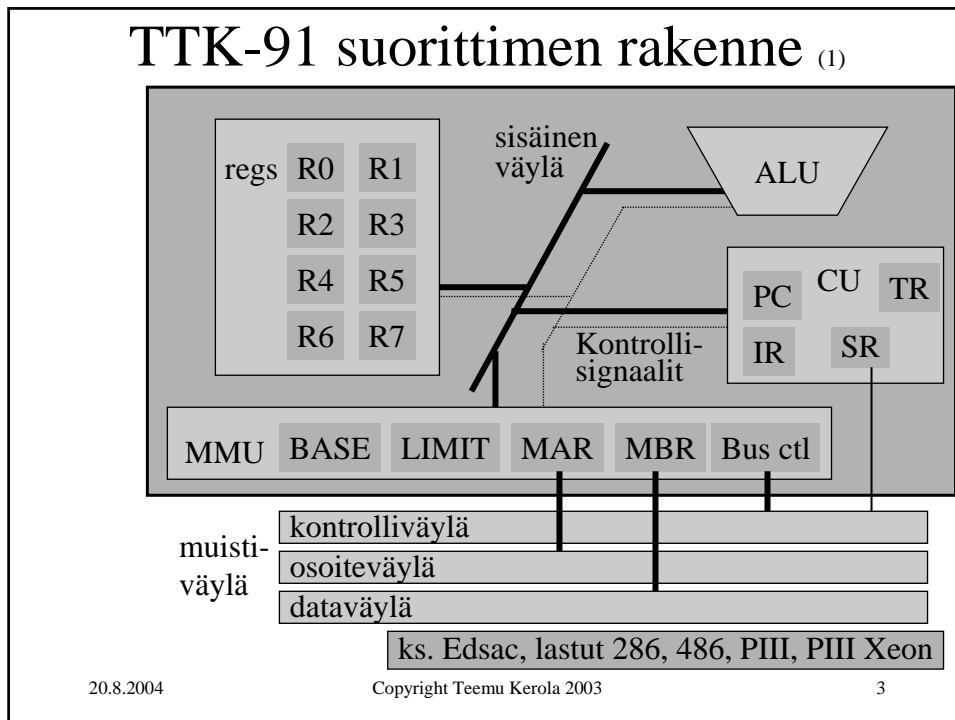 TTK-91 suorittimen rakenne (1)
regs R0 R1
R2 R3
R4 R5
R6 R7
sisäinen
väylä
ALU
PC CU TR
IR SR
Kontrolli-
signaalit
MMU BASE LIMIT MAR MBR Bus ctl
muisti-
väylä
kontrolliväylä
osoiteväylä
dataväylä
ks. Edsac, lastut 286, 486, PIII, PIII Xeon
20.8.2004 Copyright Teemu Kerola 2003 3